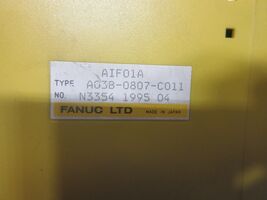 AIF01A
TYPE A03B-0807-C011
NO. N3354 1995.04
FANUC LTD MADE IN JAPAN